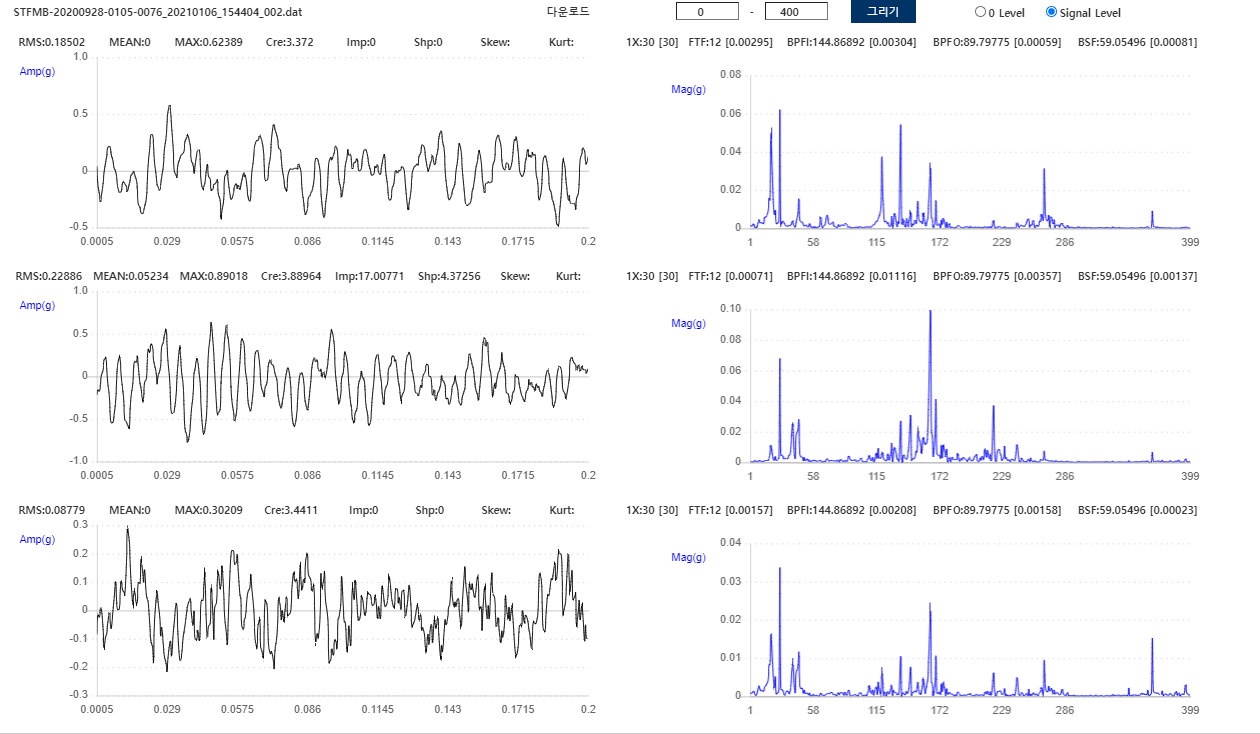 STFMB-20200928-0105-0076_20210106_154404_002.dat 다운로드 0 - 400 그리기 0 Level Signal Level
RMS:0.18502 MEAN:0 MAX:0.62389 Cre:3.372 Imp:0 Shp:0 Skew: Kurt:
1.0
Amp(g)
0.5
0
-0.5
0.0005 0.029 0.0575 0.086 0.1145 0.143 0.1715 0.2
1X:30 [30] FTF:12 [0.00295] BPFI:144.86892 [0.00304] BPFO:89.79775 [0.00059] BSF:59.05496 [0.00081]
0.08
Mag(g)
0.06
0.04
0.02
0
1 58 115 172 229 286 399
RMS:0.22886 MEAN:0.05234 MAX:0.89018 Cre:3.88964 Imp:17.00771 Shp:4.37256 Skew: Kurt:
1.0
Amp(g)
0.5
0
-0.5
-1.0
0.0005 0.029 0.0575 0.086 0.1145 0.143 0.1715 0.2
1X:30 [30] FTF:12 [0.00071] BPFI:144.86892 [0.01116] BPFO:89.79775 [0.00357] BSF:59.05496 [0.00137]
0.10
Mag(g)
0.08
0.06
0.04
0.02
0
1 58 115 172 229 286 399
RMS:0.08779 MEAN:0 MAX:0.30209 Cre:3.4411 Imp:0 Shp:0 Skew: Kurt:
0.3
Amp(g)
0.2
0.1
0
-0.1
-0.2
-0.3
0.0005 0.029 0.0575 0.086 0.1145 0.143 0.1715 0.2
1X:30 [30] FTF:12 [0.00157] BPFI:144.86892 [0.00208] BPFO:89.79775 [0.00158] BSF:59.05496 [0.00023]
0.04
Mag(g)
0.03
0.02
0.01
0
1 58 115 172 229 286 399